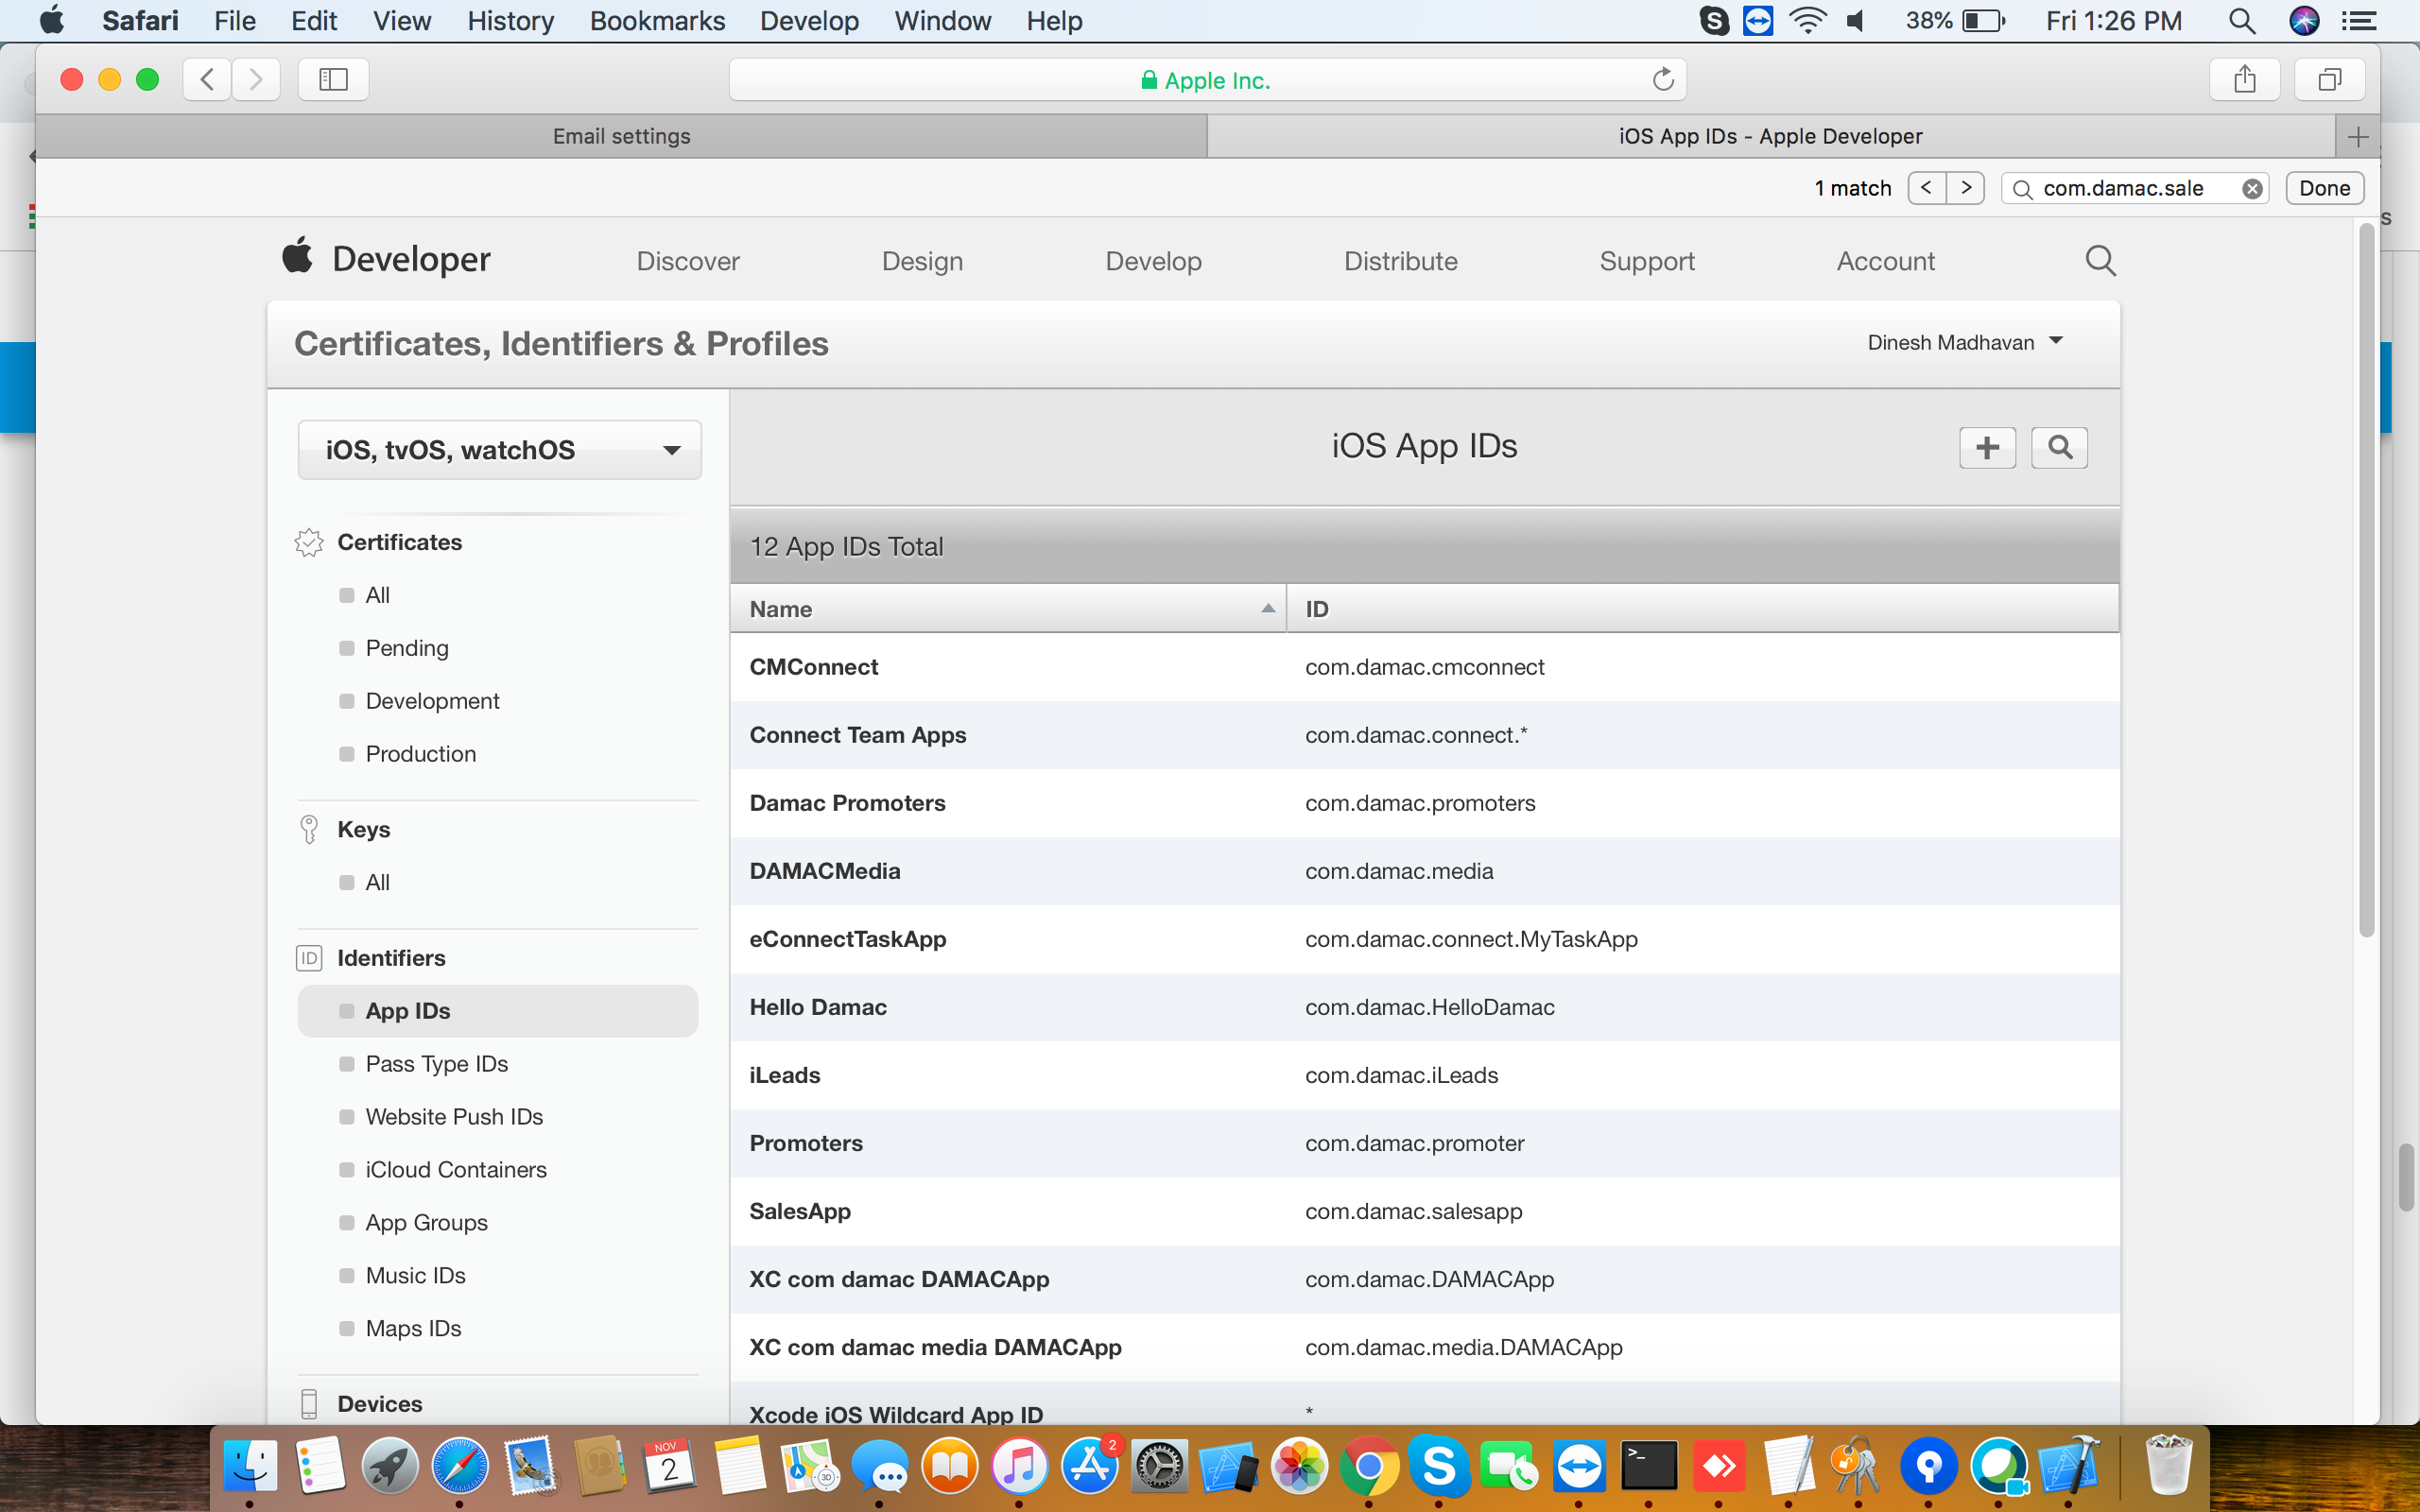 Safari File Edit View History Bookmarks Develop Window Help 38% Fri 1:26 PM
Apple Inc.
Email settings iOS App IDs - Apple Developer
1 match < > com.damac.sale Done
s
Developer Discover Design Develop Distribute Support Account
Certificates, Identifiers & Profiles Dinesh Madhavan
iOS, tvOS, watchOS
Certificates
All
Pending
Development
Production
Keys
All
ID Identifiers
App IDs
Pass Type IDs
Website Push IDs
iCloud Containers
App Groups
Music IDs
Maps IDs
Devices
iOS App IDs
12 App IDs Total
Name ID
CMConnect com.damac.cmconnect
Connect Team Apps com.damac.connect.*
Damac Promoters com.damac.promoters
DAMACMedia com.damac.media
eConnectTaskApp com.damac.connect.MyTaskApp
Hello Damac com.damac.HelloDamac
iLeads com.damac.iLeads
Promoters com.damac.promoter
SalesApp com.damac.salesapp
XC com damac DAMACApp com.damac.DAMACApp
XC com damac media DAMACApp com.damac.media.DAMACApp
Xcode iOS Wildcard App ID *
NOV
2
3D
2
S
>_